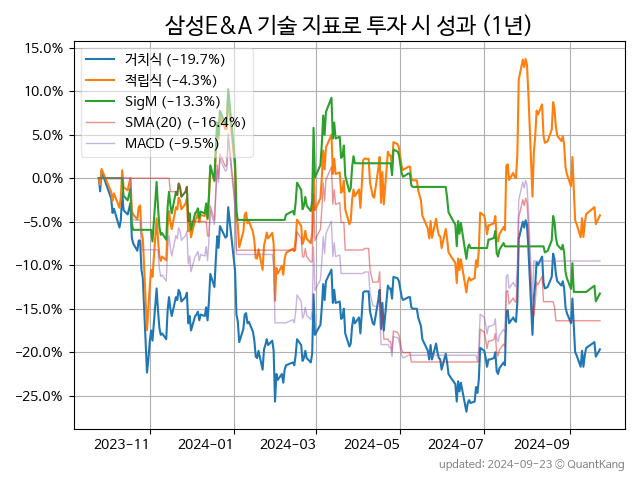 삼성E&A 기술 지표로 투자 시 성과 (1년)
15.0%
10.0%
5.0%
0.0%
-5.0%
-10.0%
-15.0%
-20.0%
-25.0%
거치식 (-19.7%)
적립식 (-4.3%)
SigM (-13.3%)
SMA(20) (-16.4%)
MACD (-9.5%)
2023-11
2024-01
2024-03
2024-05
2024-07
2024-09
updated: 2024-09-23 © QuantKang